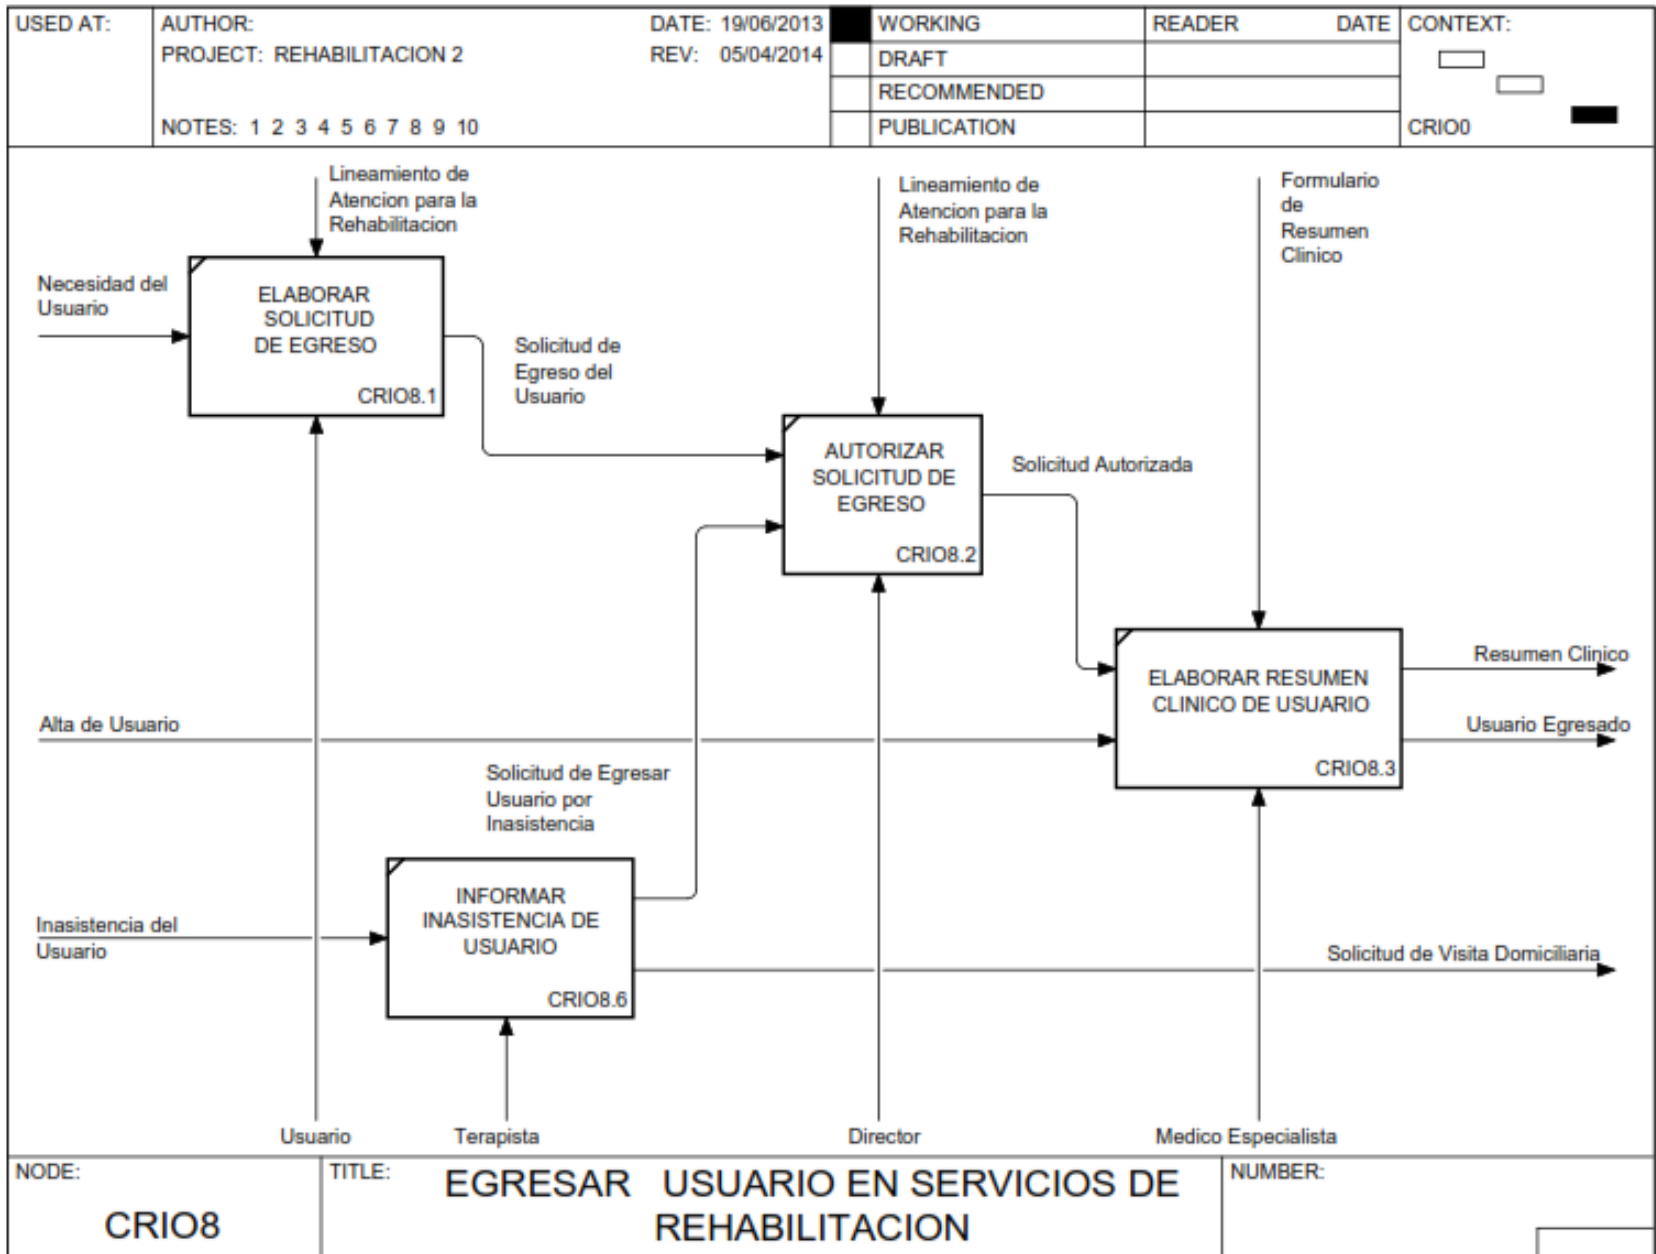 USED AT:
AUTHOR:
DATE: 19/06/2013
PROJECT: REHABILITACION 2
REV: 05/04/2014
NOTES: 1 2 3 4 5 6 7 8 9 10
WORKING
DRAFT
RECOMMENDED
PUBLICATION
READER
DATE
CONTEXT:
CRIO0
Lineamiento de
Atencion para la
Rehabilitacion
Lineamiento de
Atencion para la
Rehabilitacion
Formulario
de
Resumen
Clinico
Necesidad del
Usuario
ELABORAR
SOLICITUD
DE EGRESO
CRIO8.1
Solicitud de
Egreso del
Usuario
AUTORIZAR
SOLICITUD DE
EGRESO
CRIO8.2
Solicitud Autorizada
ELABORAR RESUMEN
CLINICO DE USUARIO
CRIO8.3
Resumen Clinico
Usuario Egresado
Alta de Usuario
Solicitud de Egresar
Usuario por
Inasistencia
Inasistencia del
Usuario
INFORMAR
INASISTENCIA DE
USUARIO
CRIO8.6
Solicitud de Visita Domiciliaria
Usuario
Terapista
Director
Medico Especialista
NODE:
CRIO8
TITLE:
EGRESAR USUARIO EN SERVICIOS DE
REHABILITACION
NUMBER: